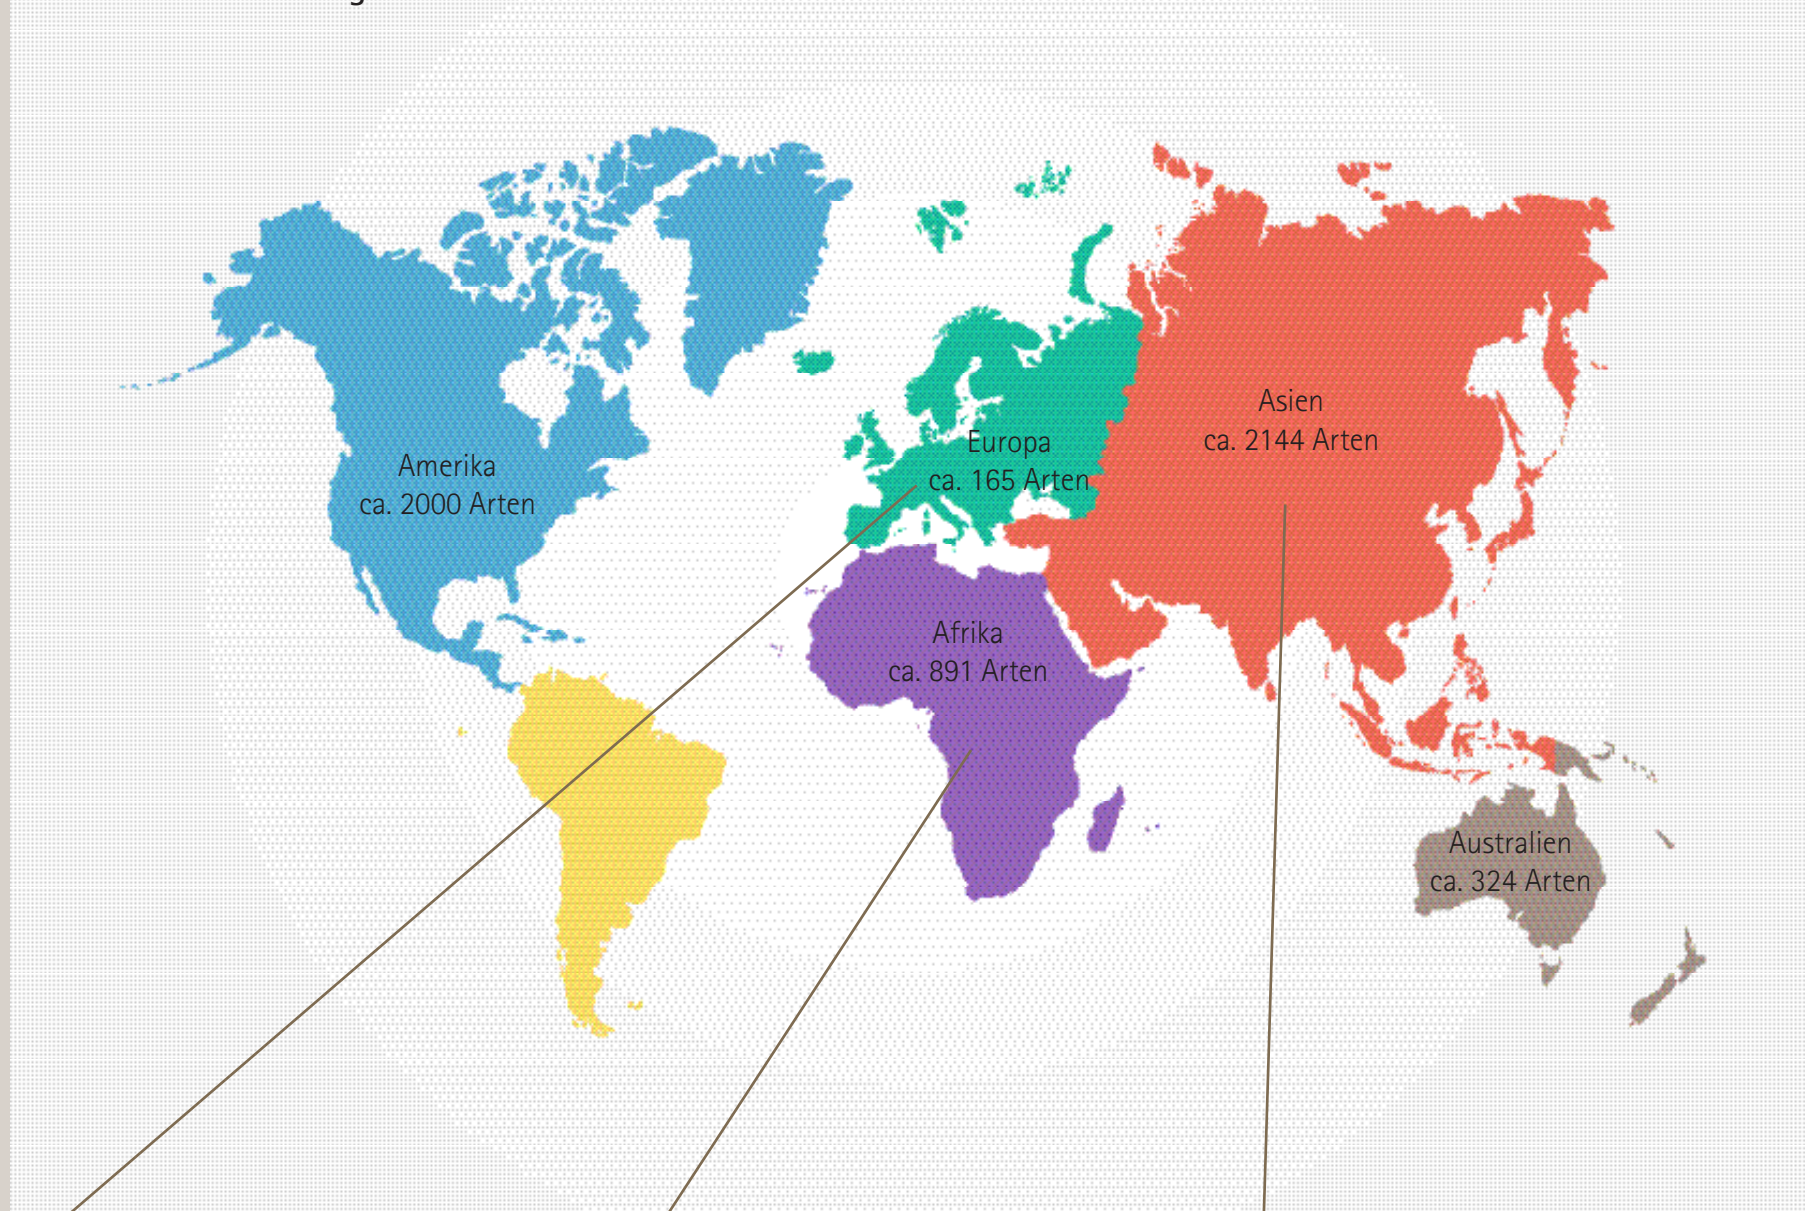 Amerika
ca. 2000 Arten
Europa
ca. 165 Arten
Asien
ca. 2144 Arten
Afrika
ca. 891 Arten
Australien
ca. 324 Arten